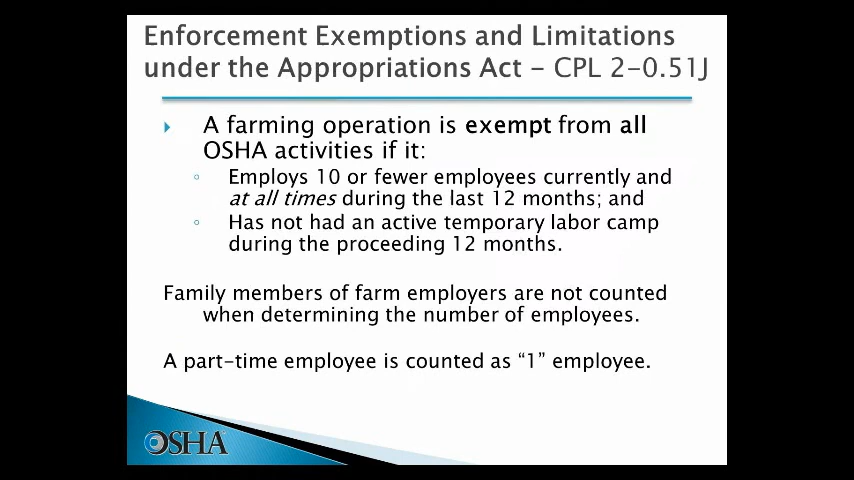 Enforcement Exemptions and Limitations
under the Appropriations Act – CPL 2-0.51J
A farming operation is exempt from all
OSHA activities if it:
Employs 10 or fewer employees currently and
at all times during the last 12 months; and
Has not had an active temporary labor camp
during the proceeding 12 months.
Family members of farm employers are not counted
when determining the number of employees.
A part-time employee is counted as “1” employee.
OSHA